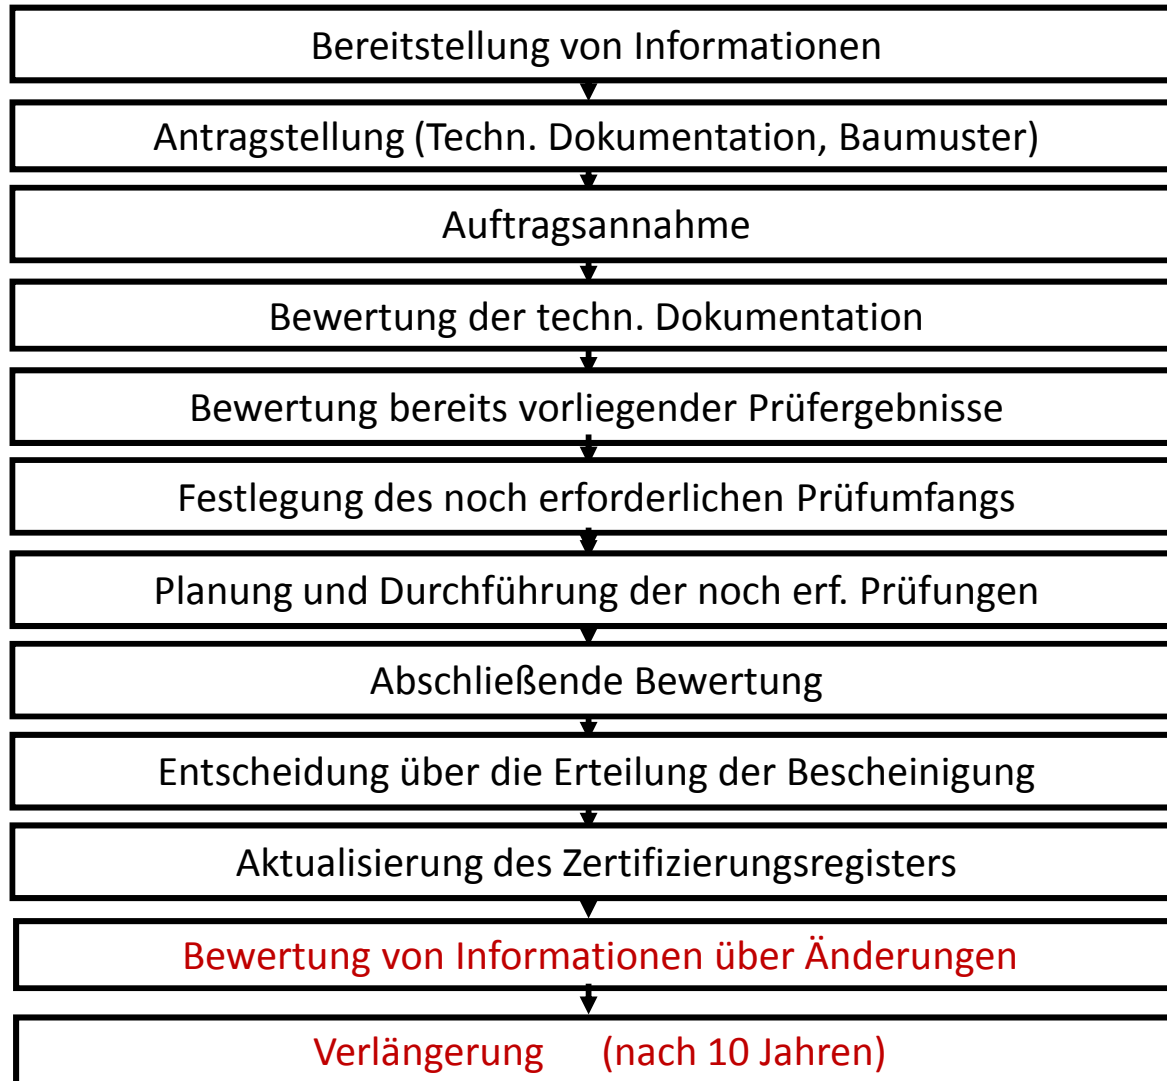 Bereitstellung von Informationen
Antragstellung (Techn. Dokumentation, Baumuster)
Auftragsannahme
Bewertung der techn. Dokumentation
Bewertung bereits vorliegender Prüfergebnisse
Festlegung des noch erforderlichen Prüfumfangs
Planung und Durchführung der noch erf. Prüfungen
Abschließende Bewertung
Entscheidung über die Erteilung der Bescheinigung
Aktualisierung des Zertifizierungsregisters
Bewertung von Informationen über Änderungen
Verlängerung (nach 10 Jahren)